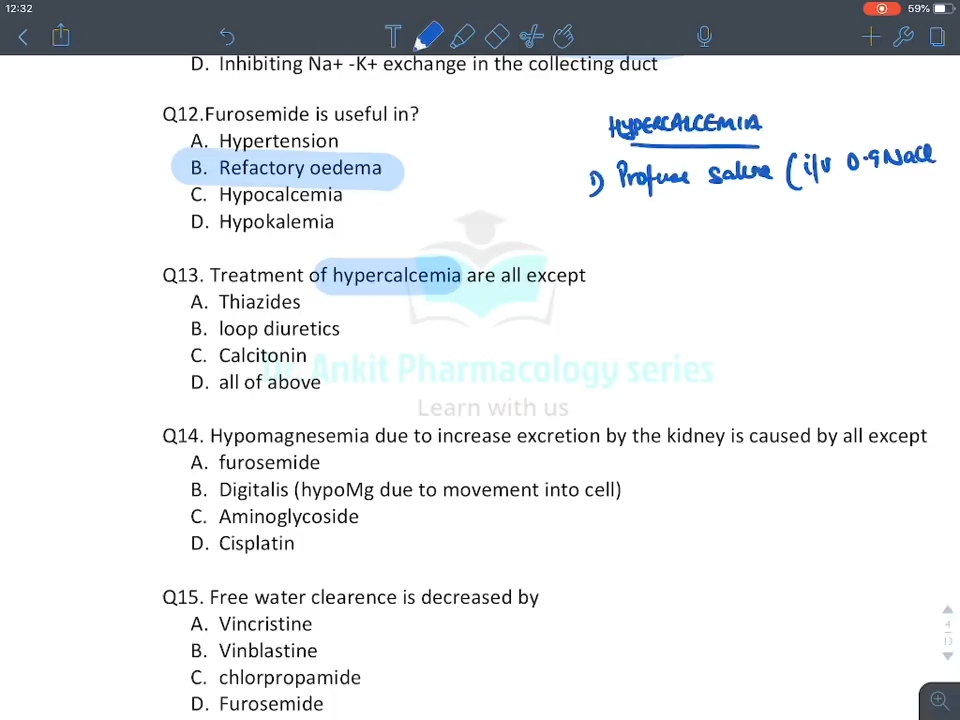 12:32
59%
D. Inhibiting Na+ -K+ exchange in the collecting duct
Q12.Furosemide is useful in?
A. Hypertension
B. Refactory oedema
C. Hypocalcemia
D. Hypokalemia
HYPERCALCEMIA
1) Profuse saline (i/v 0.9 NaCl
Q13. Treatment of hypercalcemia are all except
A. Thiazides
B. loop diuretics
C. Calcitonin
D. all of above
Dr Ankit Pharmacology series
Learn with us
Q14. Hypomagnesemia due to increase excretion by the kidney is caused by all except
A. furosemide
B. Digitalis (hypoMg due to movement into cell)
C. Aminoglycoside
D. Cisplatin
Q15. Free water clearence is decreased by
A. Vincristine
B. Vinblastine
C. chlorpropamide
D. Furosemide
4
13